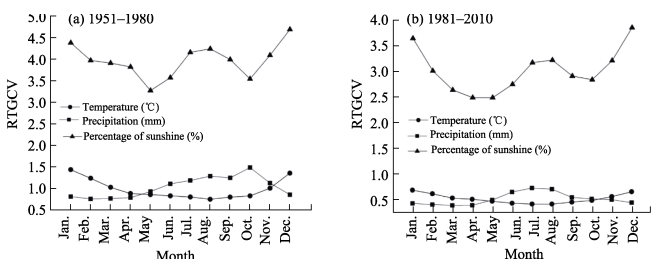 (a) 1951–1980
5.0
4.5
4.0
3.5
3.0
2.5
2.0
1.5
1.0
0.5
RTGCV
Temperature (℃)
Precipitation (mm)
Percentage of sunshine (%)
Jan.
Feb.
Mar.
Apr.
May
Jun.
Jul.
Aug.
Sep.
Oct.
Nov.
Dec.
Month
(b) 1981–2010
4.0
3.5
3.0
2.5
2.0
1.5
1.0
0.5
RTGCV
Temperature (℃)
Precipitation (mm)
Percentage of sunshine (%)
Jan.
Feb.
Mar.
Apr.
May
Jun.
Jul.
Aug.
Sep.
Oct.
Nov.
Dec.
Month